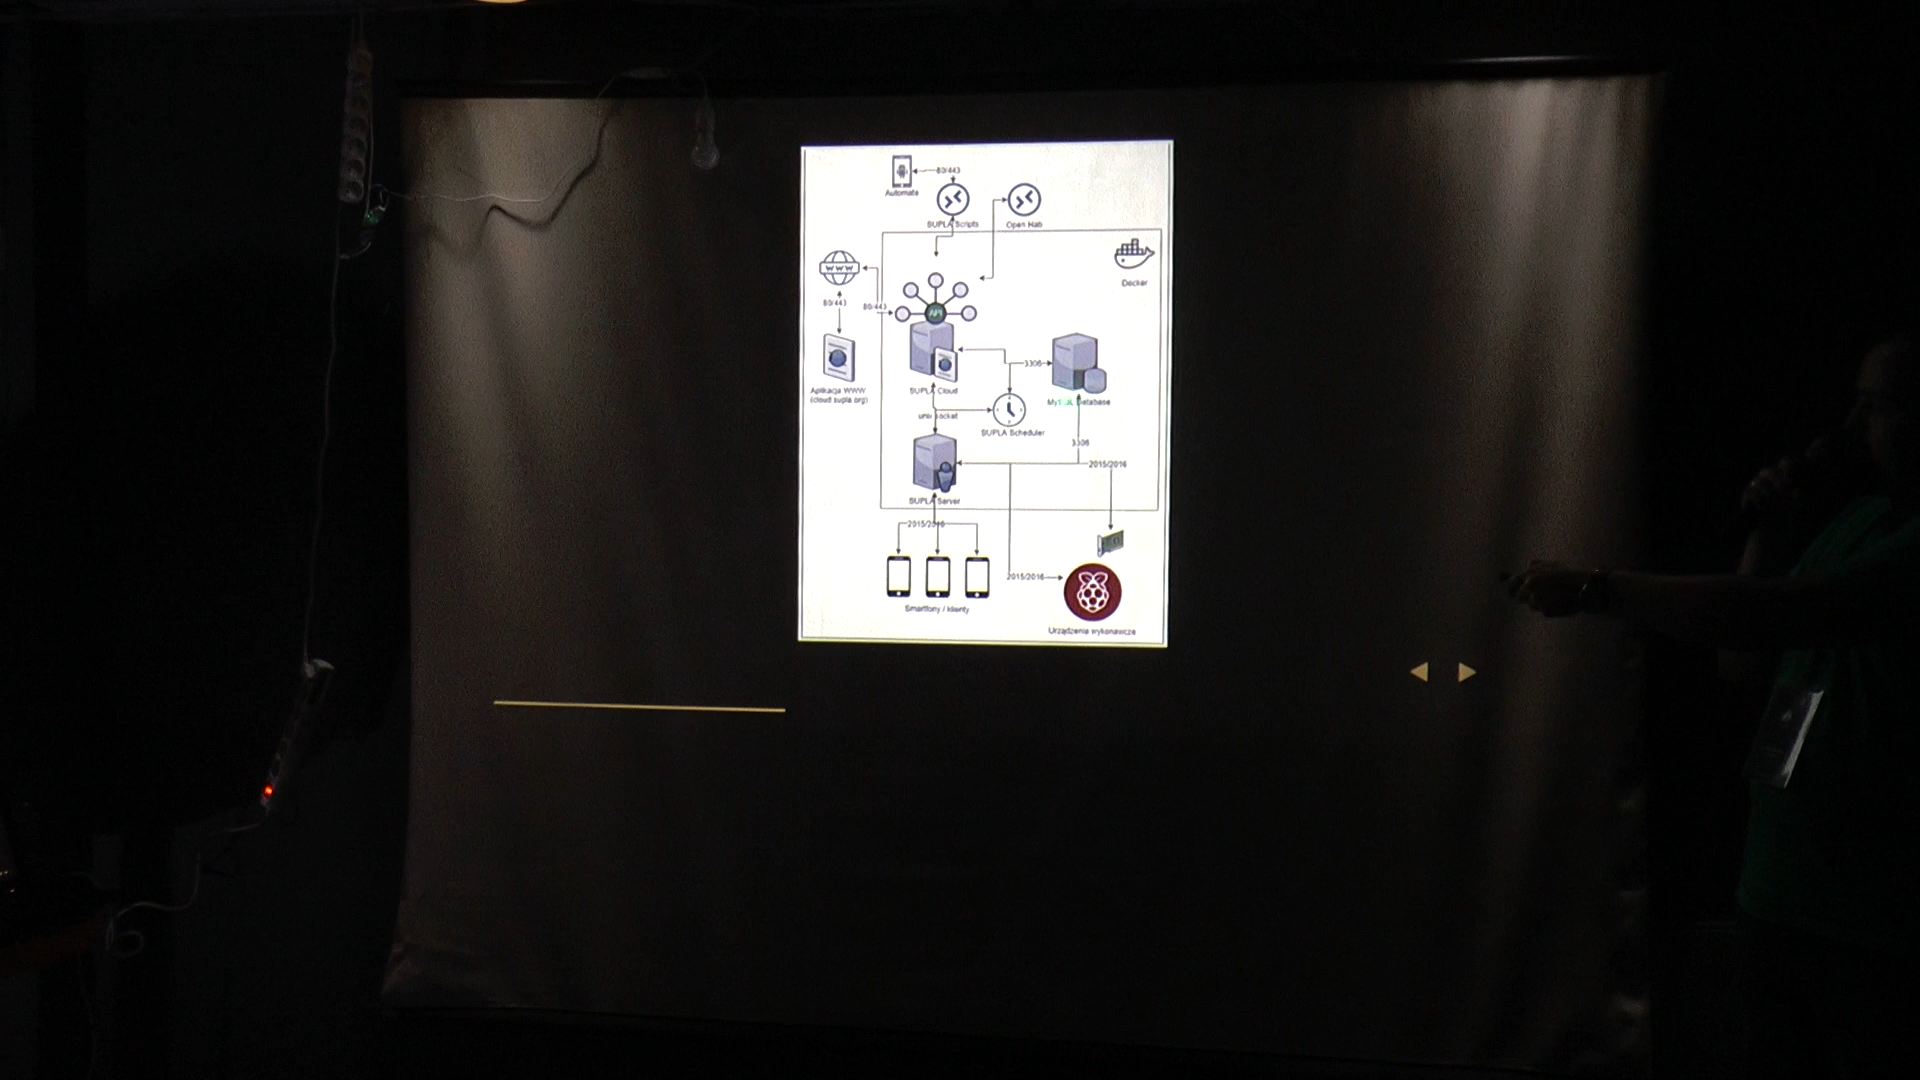 80/443
Automate
SUPLA Scripts
Open Hab
WWW
Docker
80/443
80/443
API
3306
Aplikacja WWW
(cloud.supla.org)
SUPLA Cloud
MySQL Database
unix socket
SUPLA Scheduler
3306
2015/2016
SUPLA Server
2015/2016
2015/2016
Smartfony / klienty
Urządzenia wykonawcze